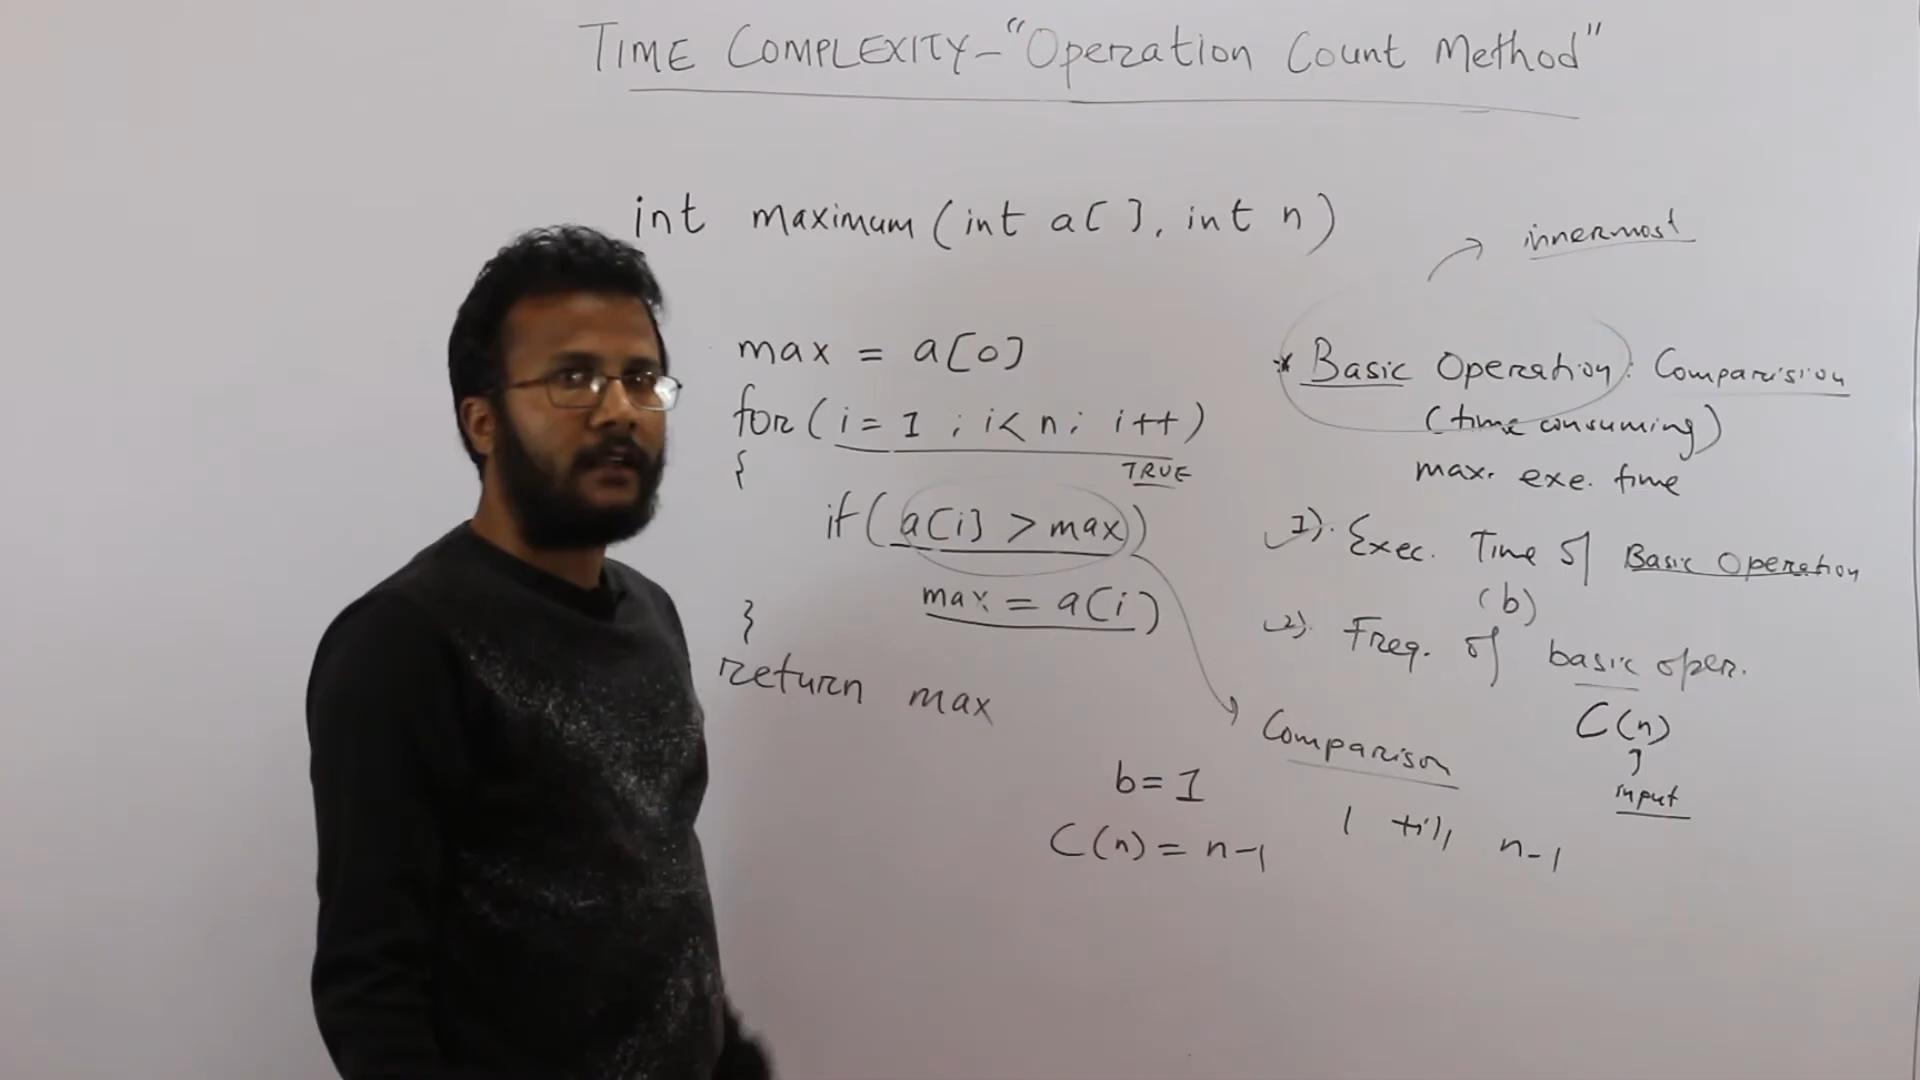 TIME COMPLEXITY - "Operation Count Method"
int maximum (int a[], int n)
innermost
max = a[0]
* Basic Operation : Comparision
for ( i = 1 ; i < n ; i++ )
(time consuming)
{
TRUE
max. exe. time
if ( a[i] > max )
1). Exec. Time of Basic Operation
(b)
max = a[i]
}
2). Freq. of basic oper.
return max
C(n)
input
Comparison
b = 1
1 till n-1
C(n) = n-1